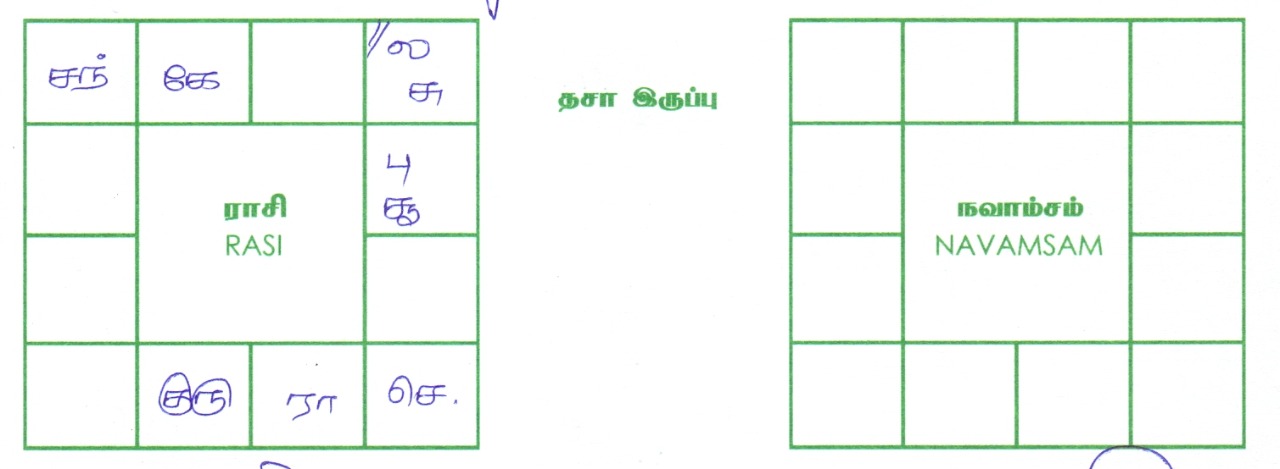 சந் கே ல
சு
தசா இருப்பு
பு
சூ
ராசி
RASI
நவாம்சம்
NAVAMSAM
குரு ரா செ.